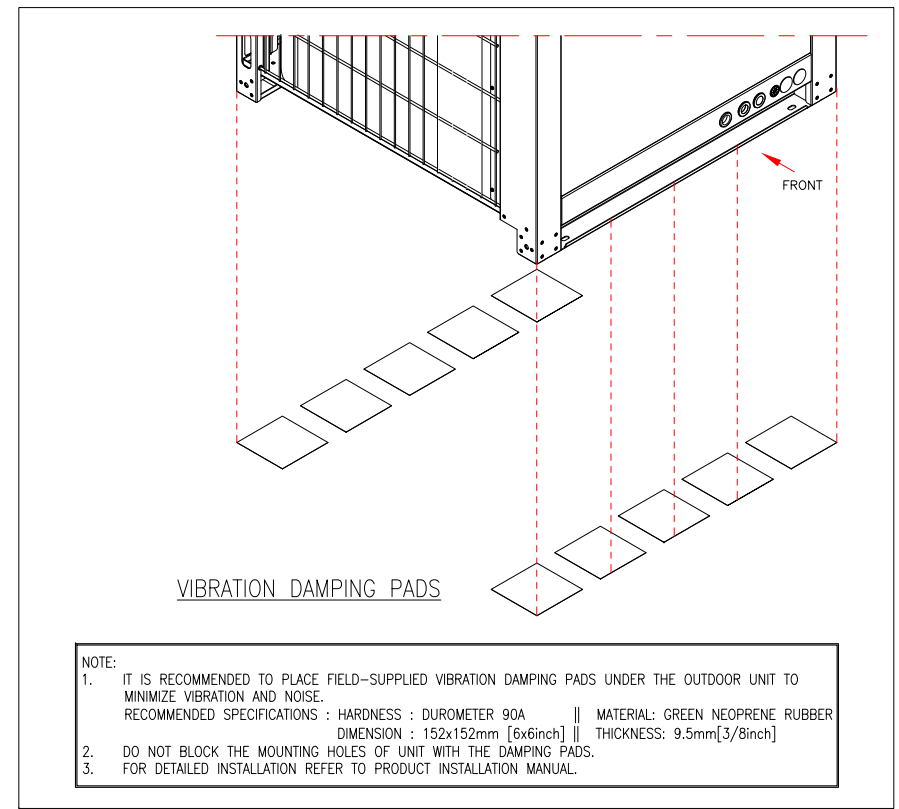 FRONT
VIBRATION DAMPING PADS
NOTE:
1. IT IS RECOMMENDED TO PLACE FIELD-SUPPLIED VIBRATION DAMPING PADS UNDER THE OUTDOOR UNIT TO
MINIMIZE VIBRATION AND NOISE.
RECOMMENDED SPECIFICATIONS : HARDNESS : DUROMETER 90A || MATERIAL: GREEN NEOPRENE RUBBER
DIMENSION : 152x152mm [6x6inch] || THICKNESS: 9.5mm[3/8inch]
2. DO NOT BLOCK THE MOUNTING HOLES OF UNIT WITH THE DAMPING PADS.
3. FOR DETAILED INSTALLATION REFER TO PRODUCT INSTALLATION MANUAL.